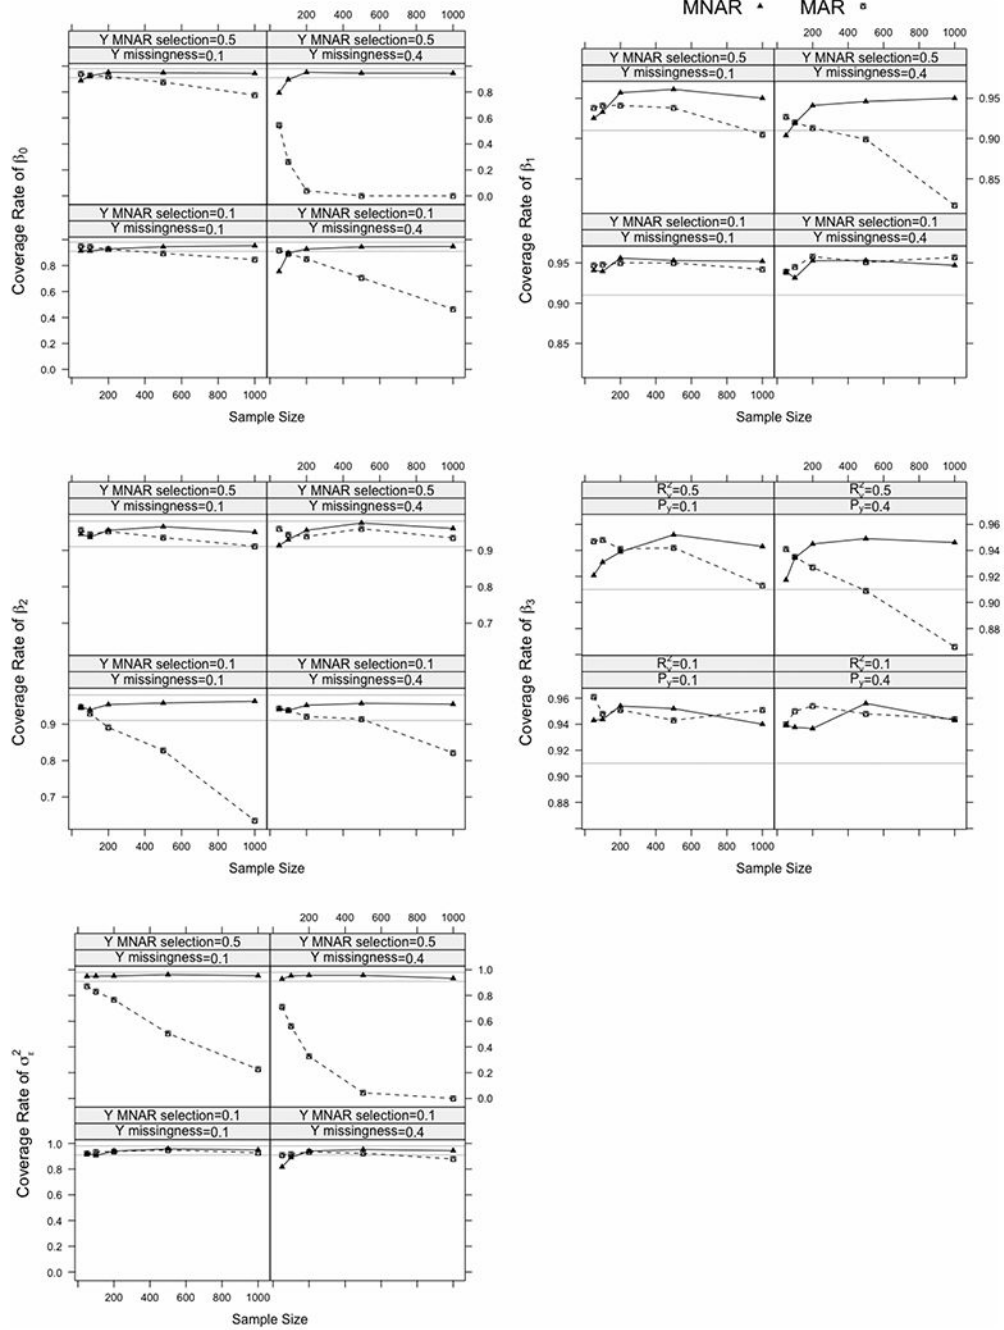 MNAR ▲ MAR
200 400 600 800 1000
200 400 600 800 1000
Y MNAR selection=0.5 Y MNAR selection=0.5
Y missingness=0.1 Y missingness=0.4
Y MNAR selection=0.5 Y MNAR selection=0.5
Y missingness=0.1 Y missingness=0.4
0.8
0.6
0.4
0.2
0.0
0.95
0.90
0.85
Coverage Rate of β0
Coverage Rate of β1
Y MNAR selection=0.1 Y MNAR selection=0.1
Y missingness=0.1 Y missingness=0.4
Y MNAR selection=0.1 Y MNAR selection=0.1
Y missingness=0.1 Y missingness=0.4
0.8
0.6
0.4
0.2
0.0
0.95
0.90
0.85
200 400 600 800 1000
200 400 600 800 1000
Sample Size
Sample Size
200 400 600 800 1000
200 400 600 800 1000
Y MNAR selection=0.5 Y MNAR selection=0.5
Y missingness=0.1 Y missingness=0.4
0.9
0.8
0.7
Coverage Rate of β2
Y MNAR selection=0.1 Y MNAR selection=0.1
Y missingness=0.1 Y missingness=0.4
0.9
0.8
0.7
200 400 600 800 1000
Sample Size
=0.5 =0.5
Py=0.1 Py=0.4
0.96
0.94
0.92
0.90
0.88
Coverage Rate of β3
=0.1 =0.1
Py=0.1 Py=0.4
0.96
0.94
0.92
0.90
0.88
200 400 600 800 1000
Sample Size
200 400 600 800 1000
Y MNAR selection=0.5 Y MNAR selection=0.5
Y missingness=0.1 Y missingness=0.4
1.0
0.8
0.6
0.4
0.2
0.0
Coverage Rate of σ²ε
Y MNAR selection=0.1 Y MNAR selection=0.1
Y missingness=0.1 Y missingness=0.4
1.0
0.8
0.6
0.4
0.2
0.0
200 400 600 800 1000
Sample Size